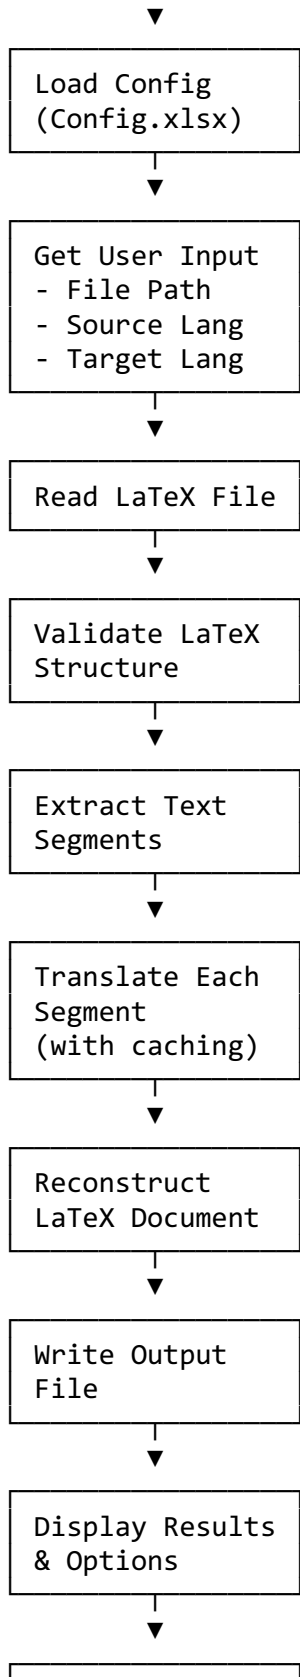 Load Config
(Config.xlsx)
Get User Input
- File Path
- Source Lang
- Target Lang
Read LaTeX File
Validate LaTeX
Structure
Extract Text
Segments
Translate Each
Segment
(with caching)
Reconstruct
LaTeX Document
Write Output
File
Display Results
& Options